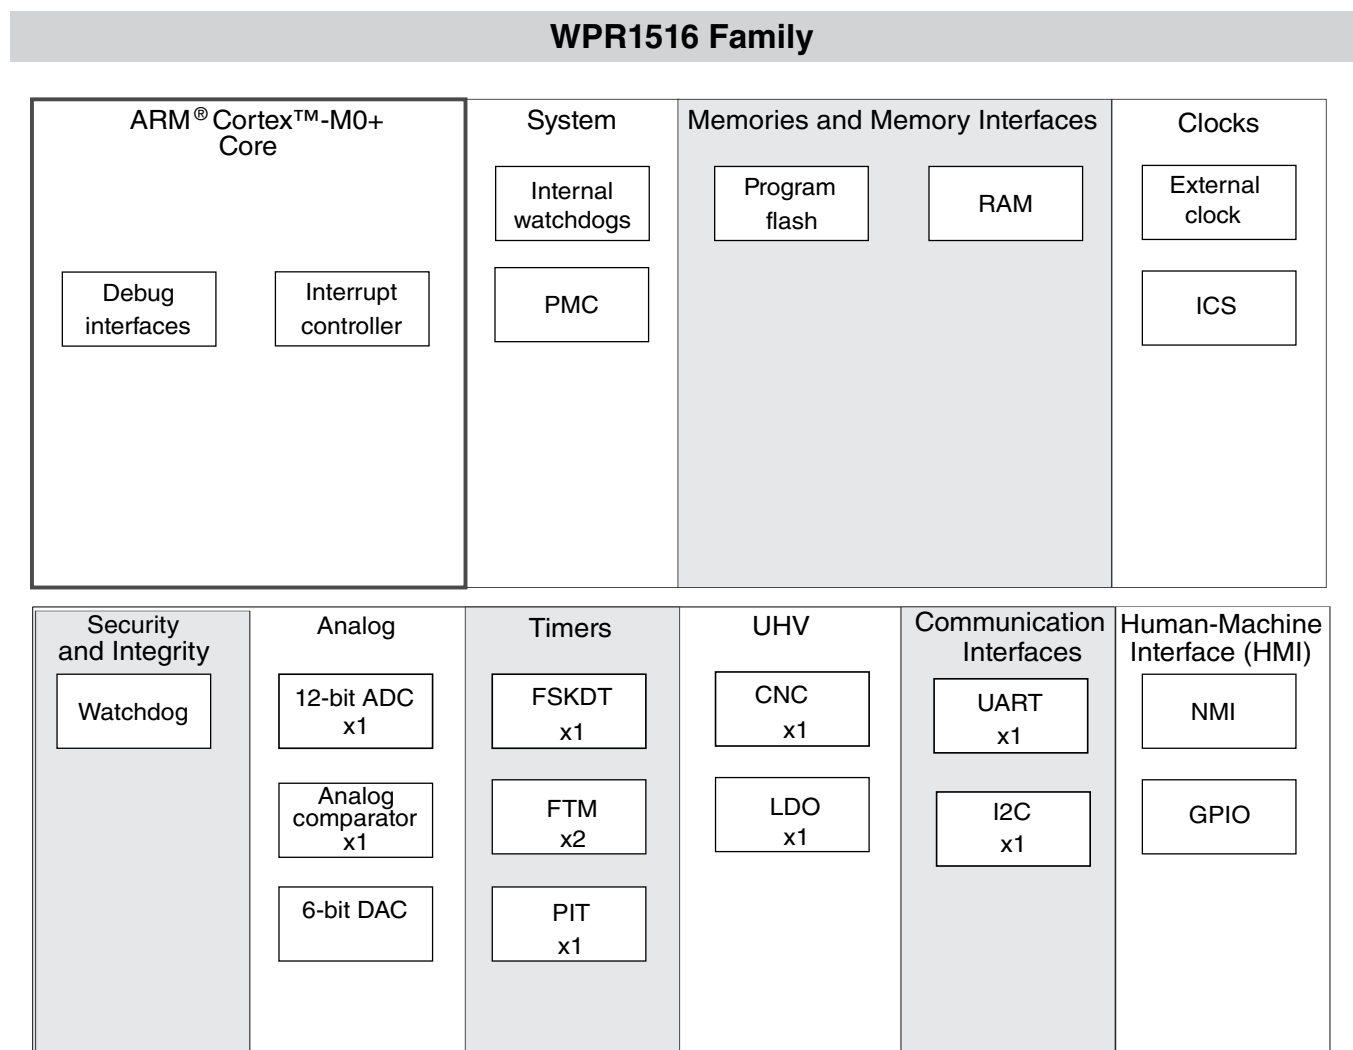 WPR1516 Family
ARM® Cortex™-M0+
Core
Debug
interfaces
Interrupt
controller
System
Internal
watchdogs
PMC
Memories and Memory Interfaces
Program
flash
RAM
Clocks
External
clock
ICS
Security
and Integrity
Watchdog
Analog
12-bit ADC
x1
Analog
comparator
x1
6-bit DAC
Timers
FSKDT
x1
FTM
x2
PIT
x1
UHV
CNC
x1
LDO
x1
Communication
Interfaces
UART
x1
I2C
x1
Human-Machine
Interface (HMI)
NMI
GPIO